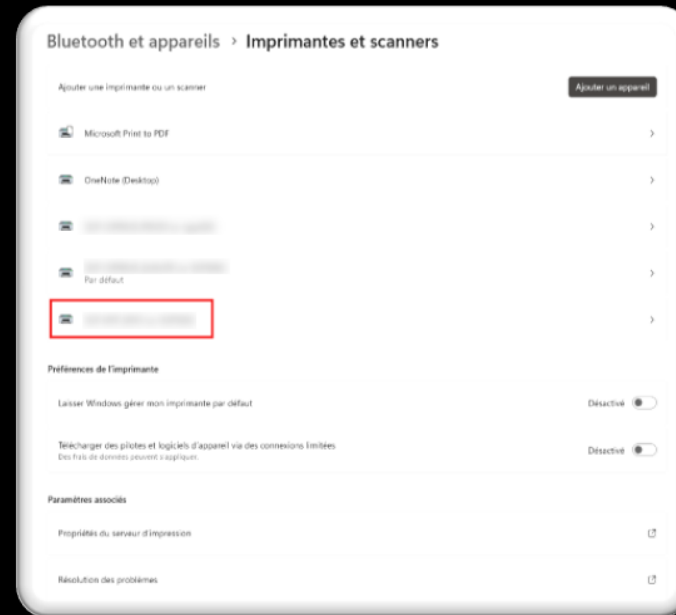 Bluetooth et appareils > Imprimantes et scanners
Ajouter une imprimante ou un scanner
Ajouter un appareil
Microsoft Print to PDF
OneNote (Desktop)
Par défaut
Préférences de l'imprimante
Laisser Windows gérer mon imprimante par défaut
Désactivé
Télécharger des pilotes et logiciels d'appareil via des connexions limitées
Des frais de données peuvent s'appliquer.
Désactivé
Paramètres associés
Propriétés du serveur d'impression
Résolution des problèmes